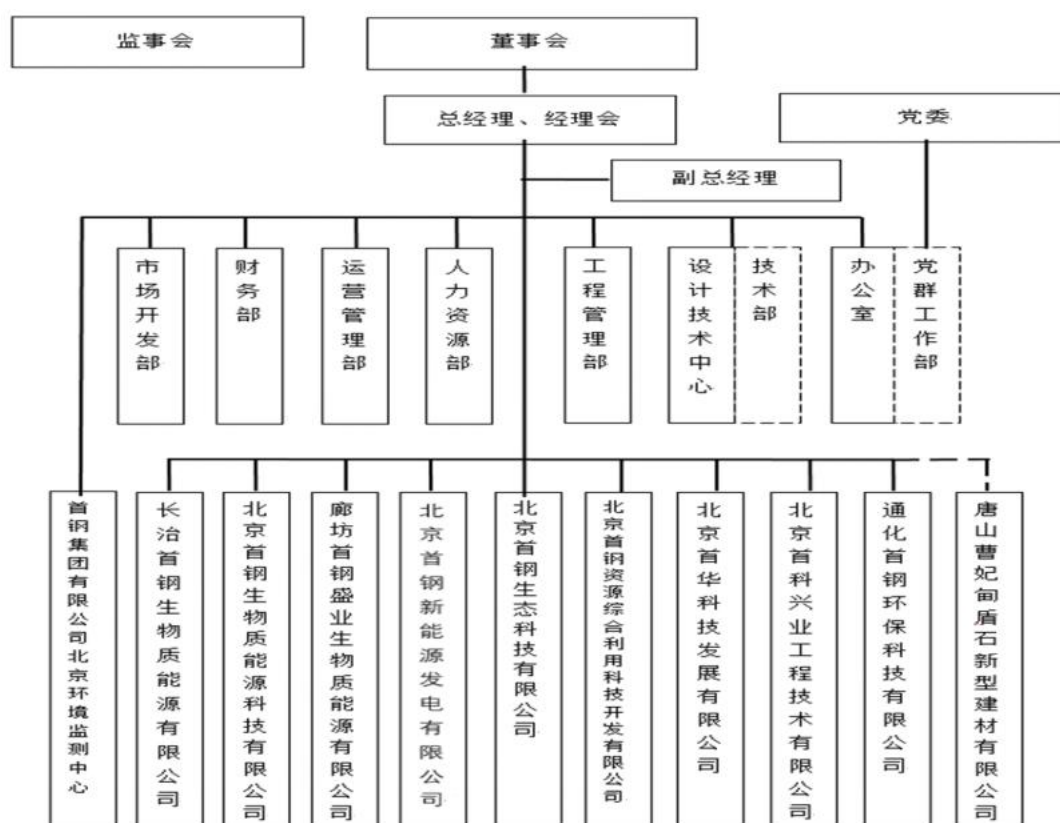 监事会
董事会
总经理、经理会
党委
副总经理
市场开发部
财务部
运营管理部
人力资源部
工程管理部
设计技术中心
技术部
办公室
党群工作部
首钢集团有限公司北京环境监测中心
长治首钢生物质能源有限公司
北京首钢生物质能源科技有限公司
廊坊首钢盛业生物质能源有限公司
北京首钢新能源发电有限公司
北京首钢生态科技有限公司
北京首钢资源综合利用科技开发有限公司
北京首华科技发展有限公司
北京首科兴业工程技术有限公司
通化首钢环保科技有限公司
唐山曹妃甸盾石新型建材有限公司